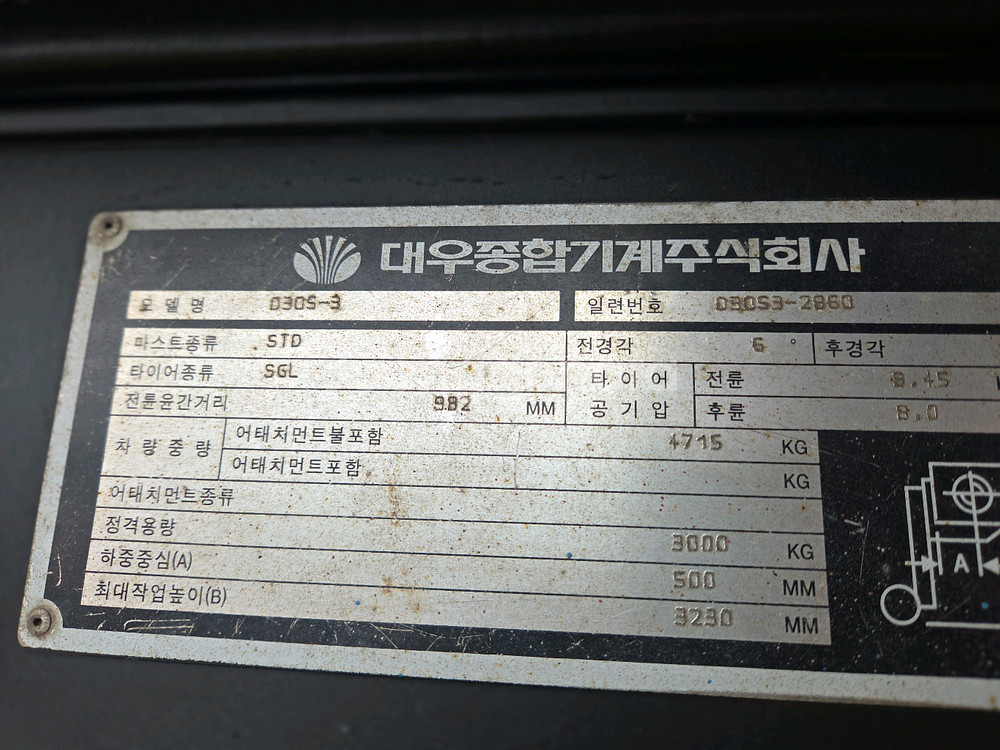 대우종합기계주식회사
모델명 D30S-3 일련번호 D30S3-2860
마스트종류 STD 전경각 6 ° 후경각
타이어종류 SGL 타이어 공기압 전륜 8.45
전륜윤간거리 982 MM 후륜 8.0
차량중량 어태치먼트불포함 4715 KG
어태치먼트포함 KG
어태치먼트종류
정격용량 3000 KG
하중중심(A) 500 MM
최대작업높이(B) 3230 MM
A